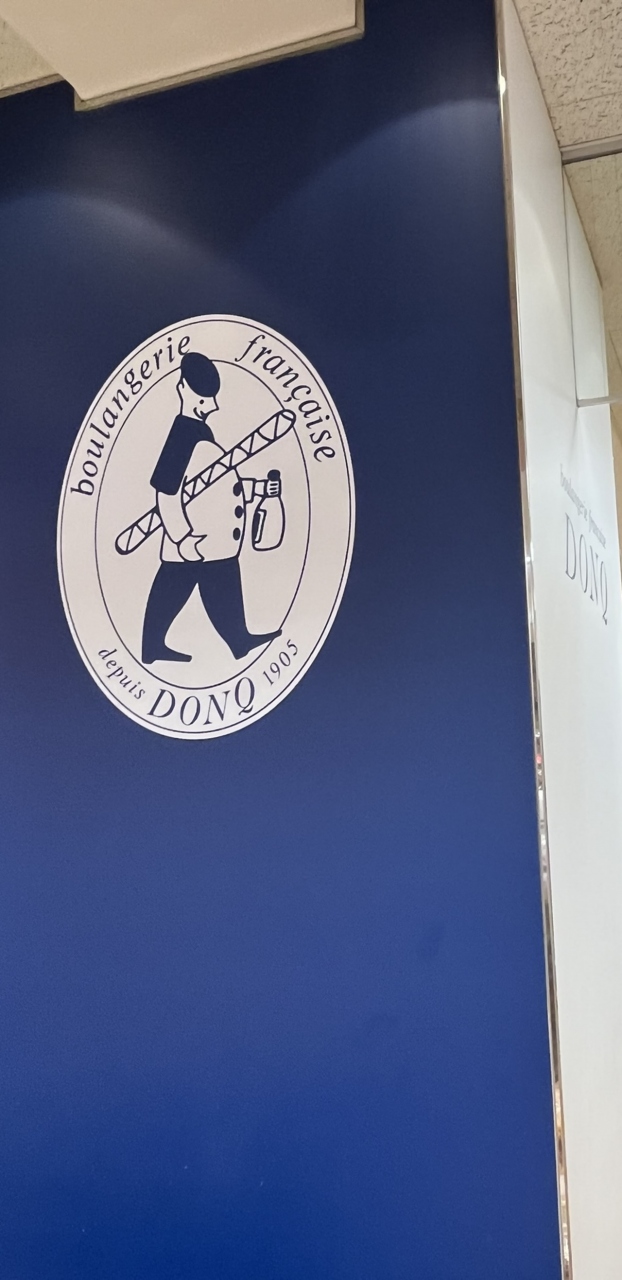 boulangerie française
depuis DONQ 1905
DONQ